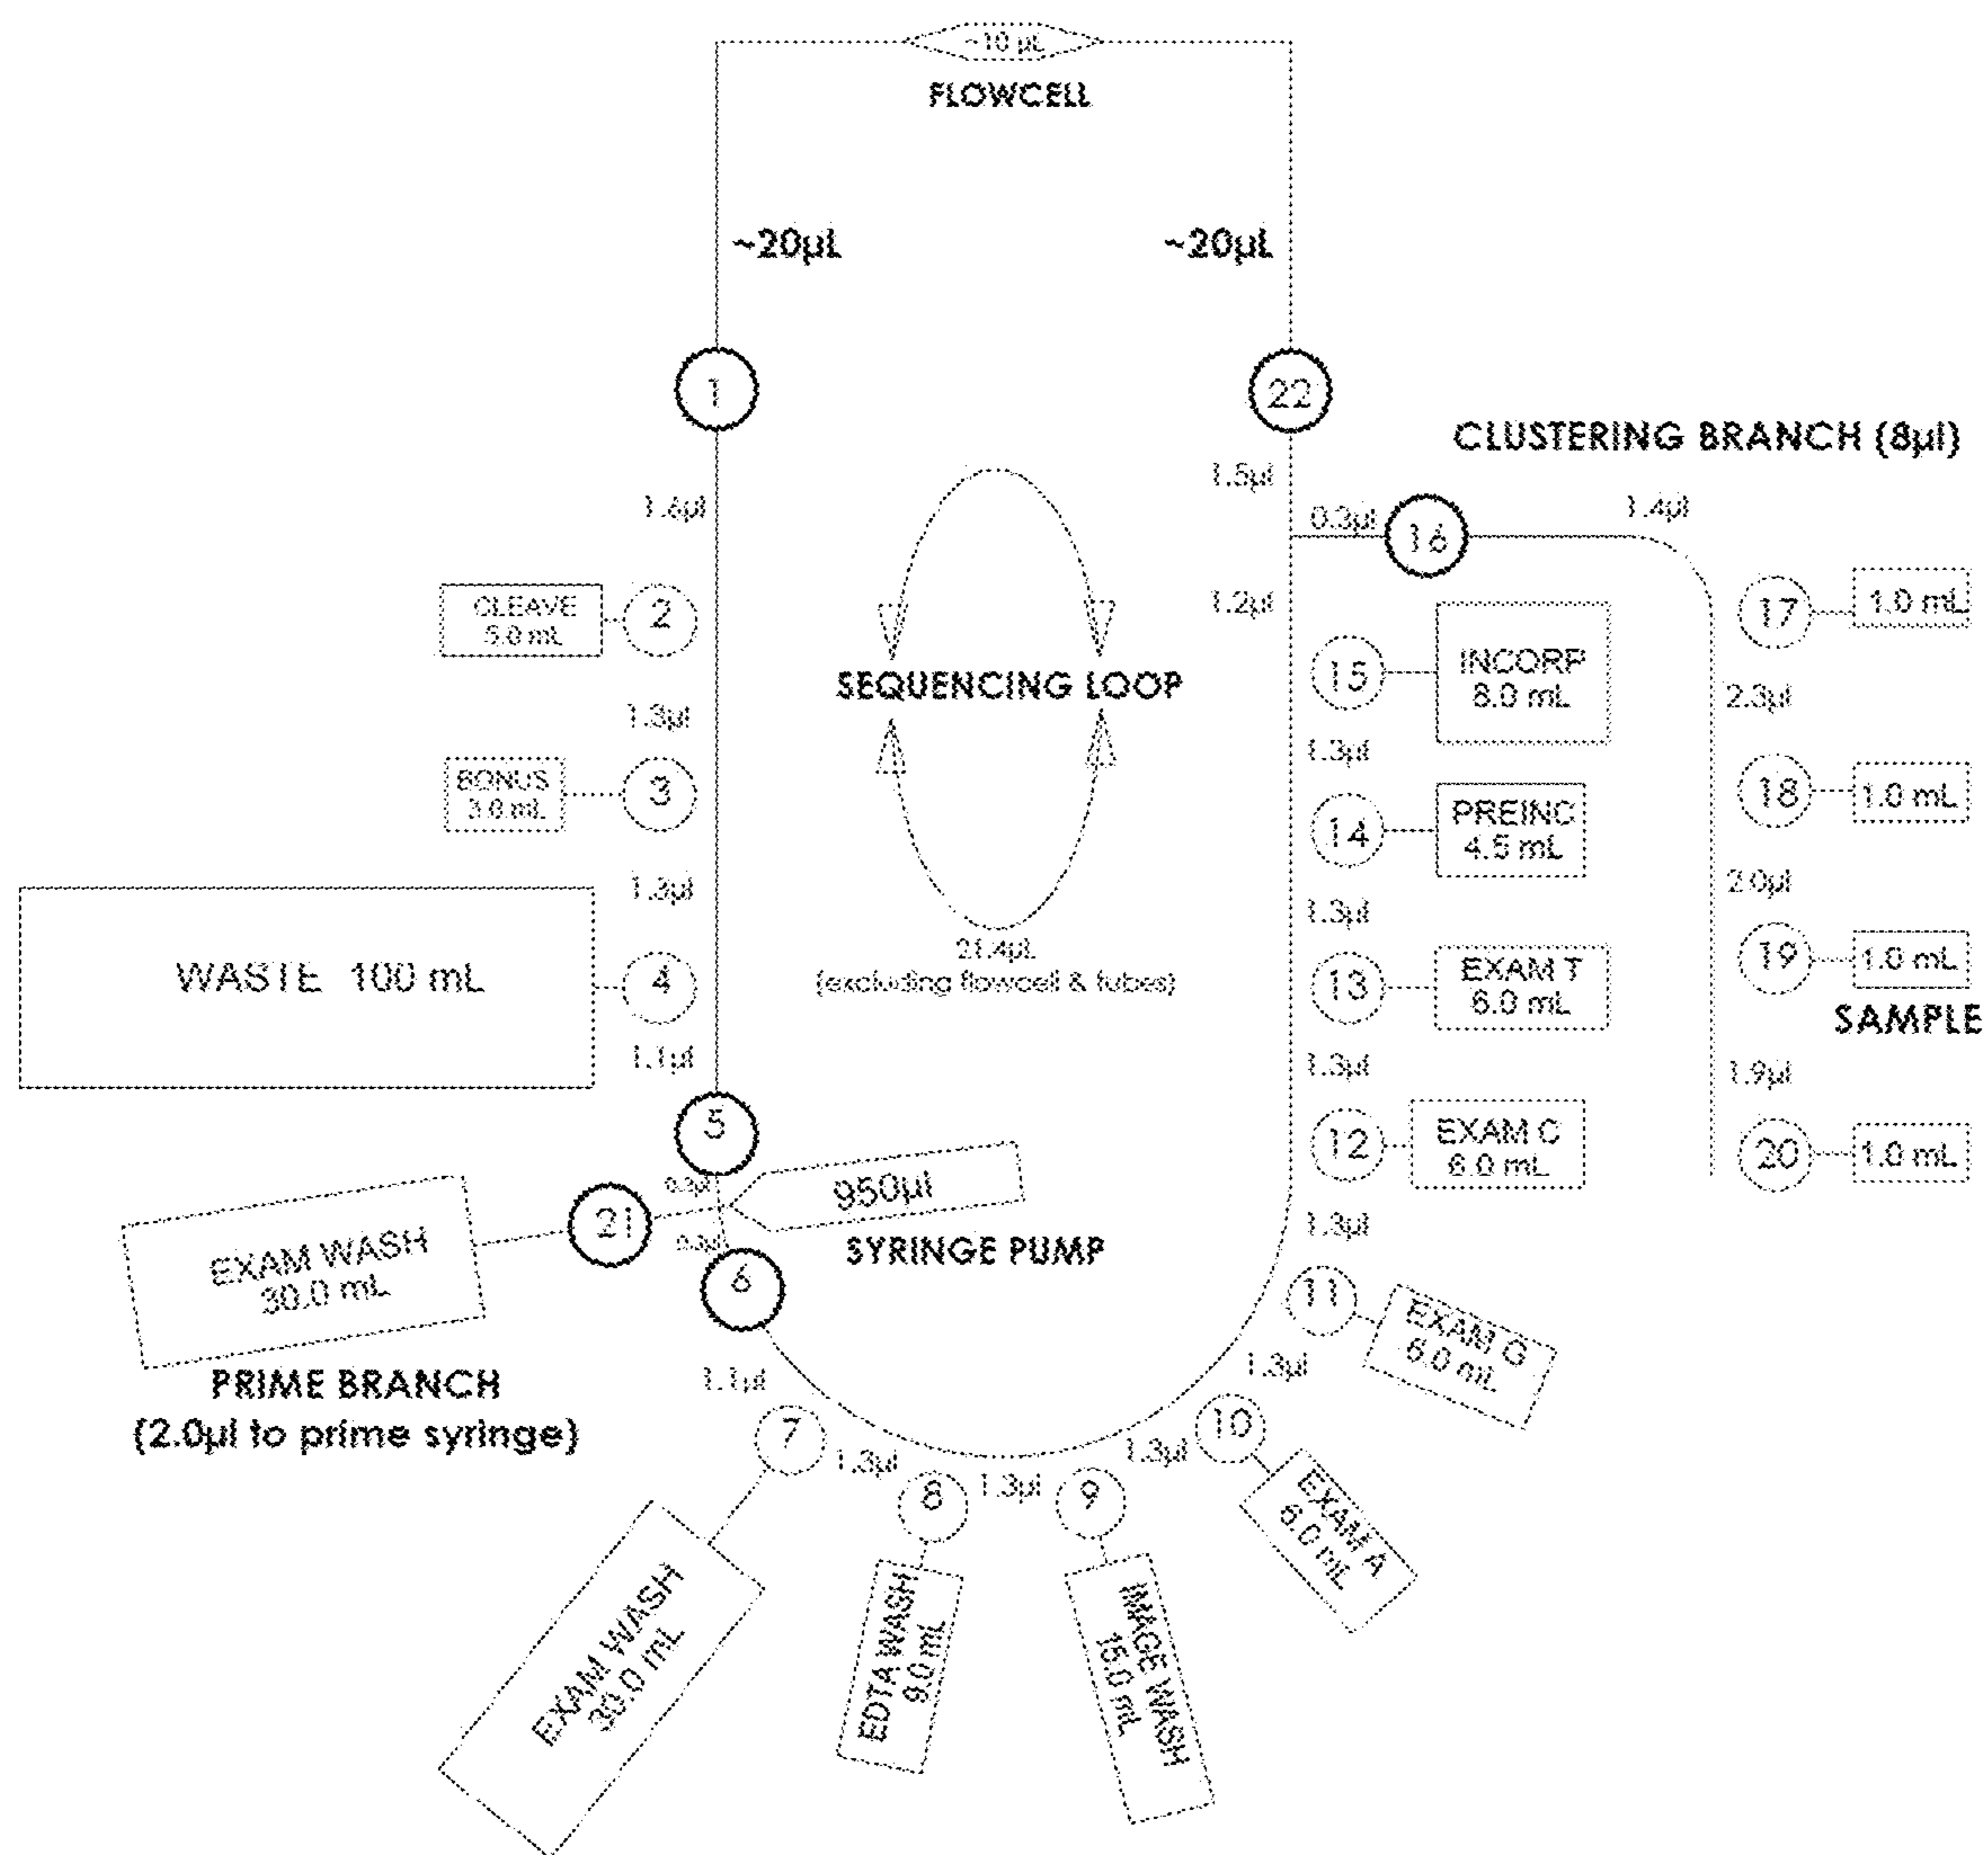 ~10 µL
FLOWCELL
~20µL
~20µL
1
22
CLUSTERING BRANCH (8µl)
1.5µl
1.4µl
1.6µl
0.3µl
16
CLEAVE
5.0 mL
2
1.2µl
17
1.0 mL
SEQUENCING LOOP
15
INCORP
8.0 mL
1.3µl
2.3µl
1.3µl
BONUS
3.0 mL
3
14
PREINC
4.5 mL
18
1.0 mL
1.3µl
1.3µl
2.0µl
WASTE 100 mL
4
21.4µL
(excluding flowcell & tubes)
13
EXAM T
6.0 mL
19
1.0 mL
SAMPLE
1.1µl
1.3µl
1.9µl
5
12
EXAM C
6.0 mL
20
1.0 mL
0.3µl
950µl
SYRINGE PUMP
21
EXAM WASH
30.0 mL
0.3µl
6
PRIME BRANCH
(2.0µl to prime syringe)
1.3µl
11
EXAM G
6.0 mL
1.1µl
1.3µl
7
1.3µl
8
1.3µl
9
1.3µl
10
EXAM A
6.0 mL
EXAM WASH
30.0 mL
EDTA WASH
9.0 mL
IMAGE WASH
15.0 mL